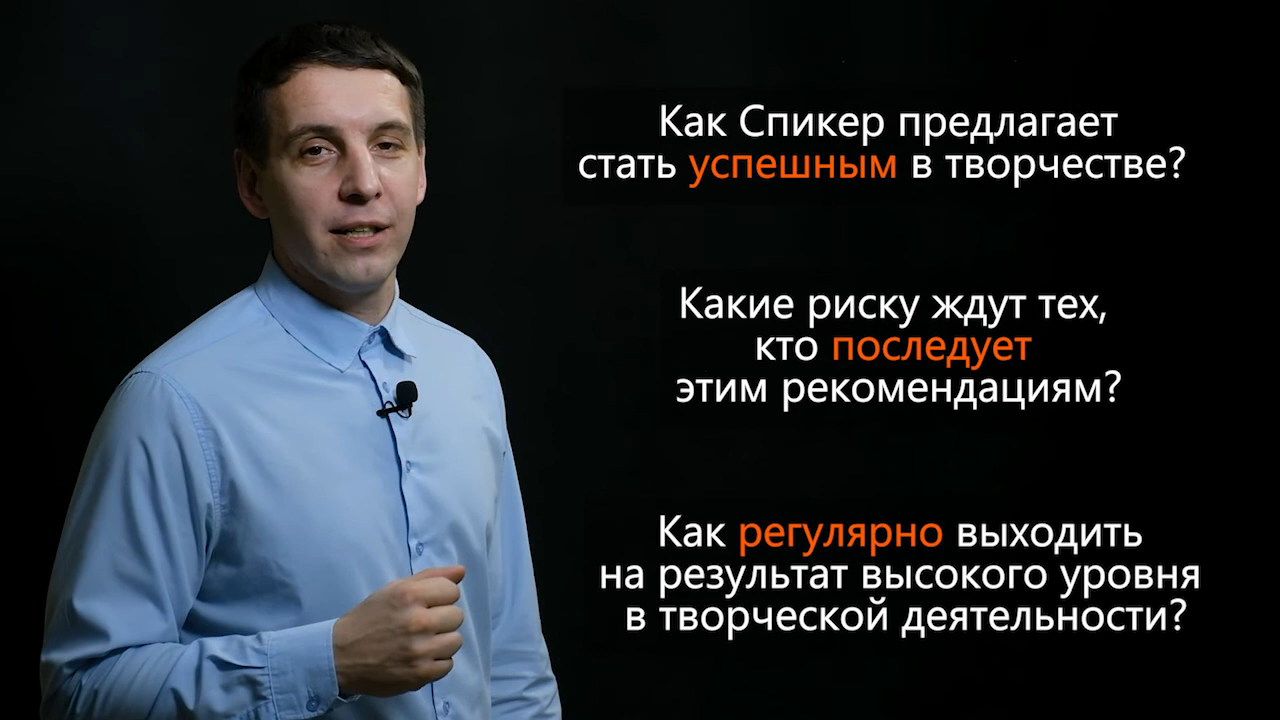 Как Спикер предлагает
стать успешным в творчестве?
Какие риску ждут тех,
кто последует
этим рекомендациям?
Как регулярно выходить
на результат высокого уровня
в творческой деятельности?